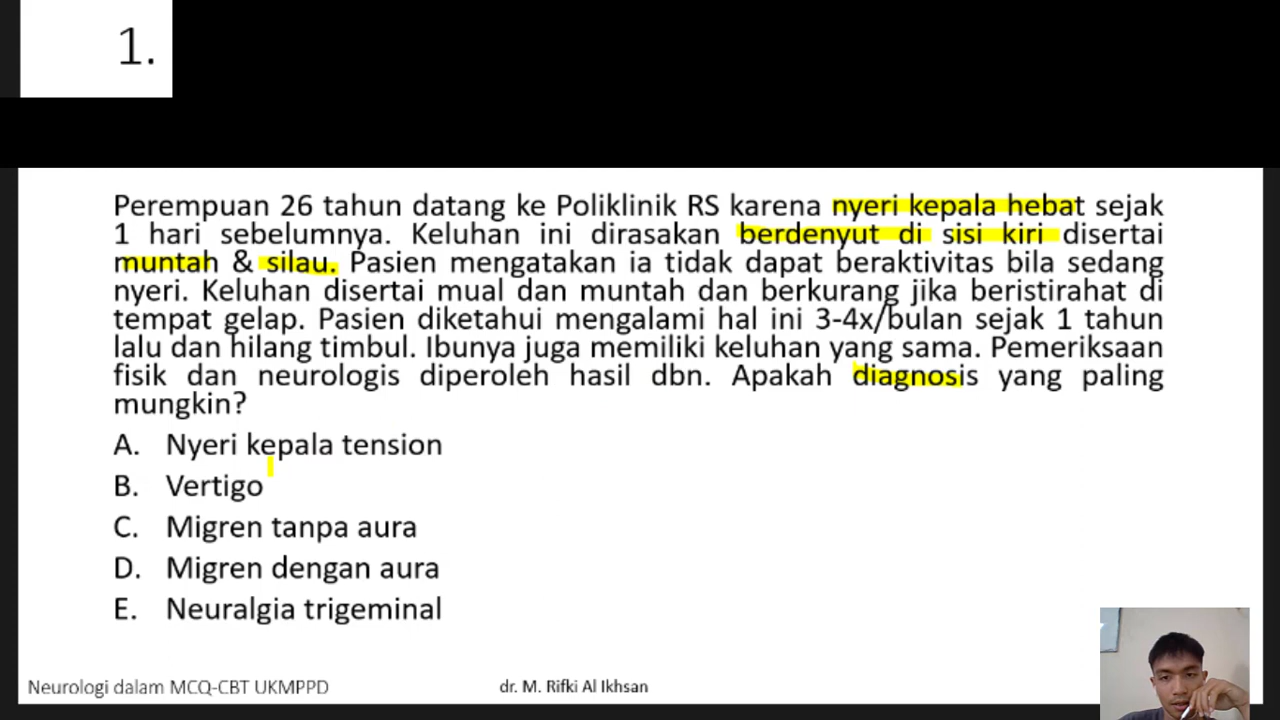 1.
Perempuan 26 tahun datang ke Poliklinik RS karena nyeri kepala hebat sejak
1 hari sebelumnya. Keluhan ini dirasakan berdenyut di sisi kiri disertai
muntah & silau. Pasien mengatakan ia tidak dapat beraktivitas bila sedang
nyeri. Keluhan disertai mual dan muntah dan berkurang jika beristirahat di
tempat gelap. Pasien diketahui mengalami hal ini 3-4x/bulan sejak 1 tahun
lalu dan hilang timbul. Ibunya juga memiliki keluhan yang sama. Pemeriksaan
fisik dan neurologis diperoleh hasil dbn. Apakah diagnosis yang paling
mungkin?
A. Nyeri kepala tension
B. Vertigo
C. Migren tanpa aura
D. Migren dengan aura
E. Neuralgia trigeminal
Neurologi dalam MCQ-CBT UKMPPD
dr. M. Rifki Al Ikhsan